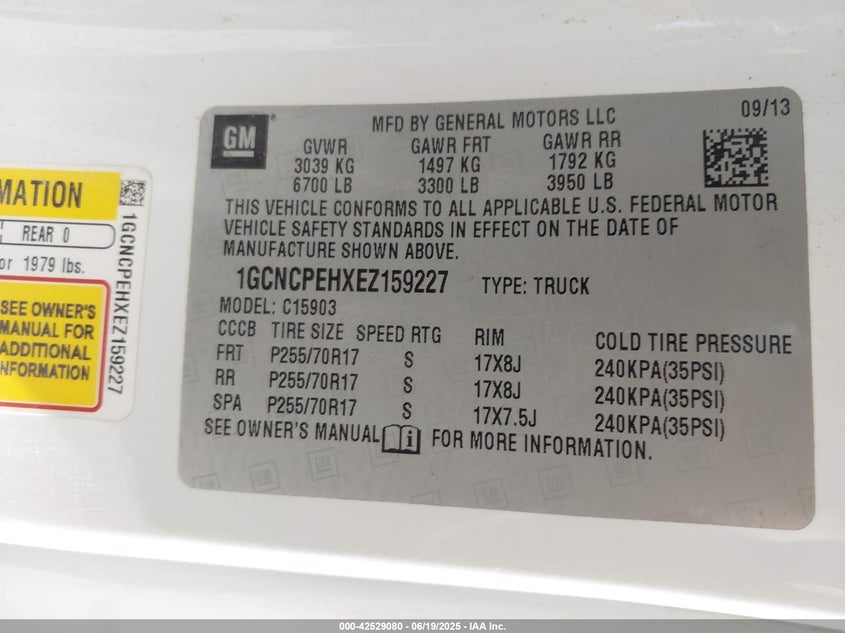 MATION
REAR 0
or 1979 lbs.
SEE OWNER'S
MANUAL FOR
ADDITIONAL
INFORMATION
1GCNCPEHXEZ159227
GM
MFD BY GENERAL MOTORS LLC
09/13
GVWR GAWR FRT GAWR RR
3039 KG 1497 KG 1792 KG
6700 LB 3300 LB 3950 LB
THIS VEHICLE CONFORMS TO ALL APPLICABLE U.S. FEDERAL MOTOR
VEHICLE SAFETY STANDARDS IN EFFECT ON THE DATE OF
MANUFACTURE SHOWN ABOVE.
1GCNCPEHXEZ159227 TYPE: TRUCK
MODEL: C15903
CCCB TIRE SIZE SPEED RTG RIM COLD TIRE PRESSURE
FRT P255/70R17 S 17X8J 240KPA(35PSI)
RR P255/70R17 S 17X8J 240KPA(35PSI)
SPA P255/70R17 S 17X7.5J 240KPA(35PSI)
SEE OWNER'S MANUAL FOR MORE INFORMATION.
000-42529080 - 06/19/2025 - IAA Inc.